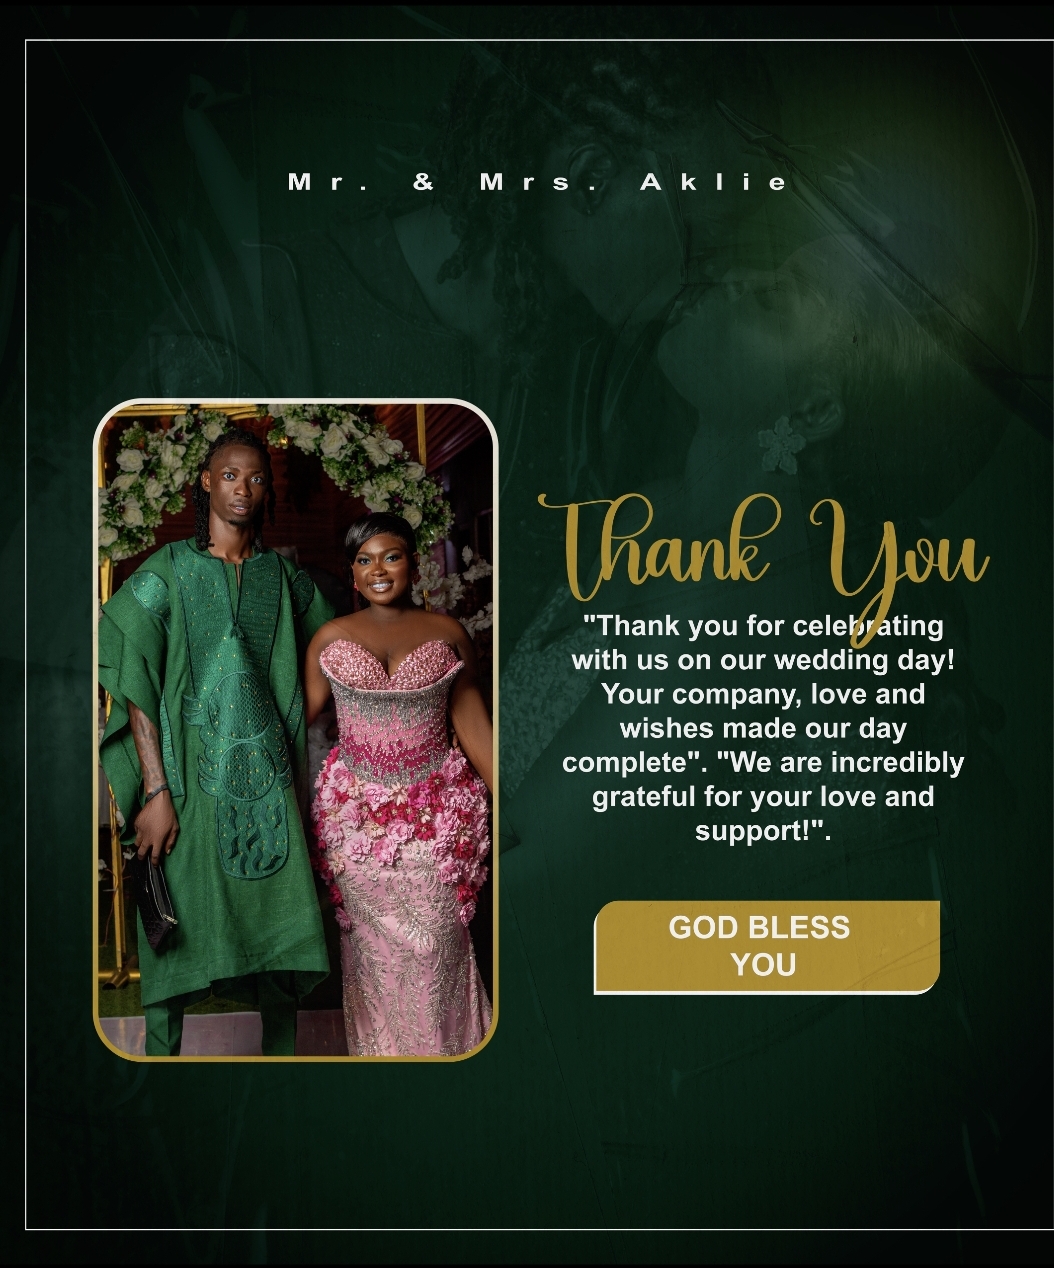 Mr. & Mrs. Aklie
Thank You
"Thank you for celebrating
with us on our wedding day!
Your company, love and
wishes made our day
complete". "We are incredibly
grateful for your love and
support!".
GOD BLESS
YOU